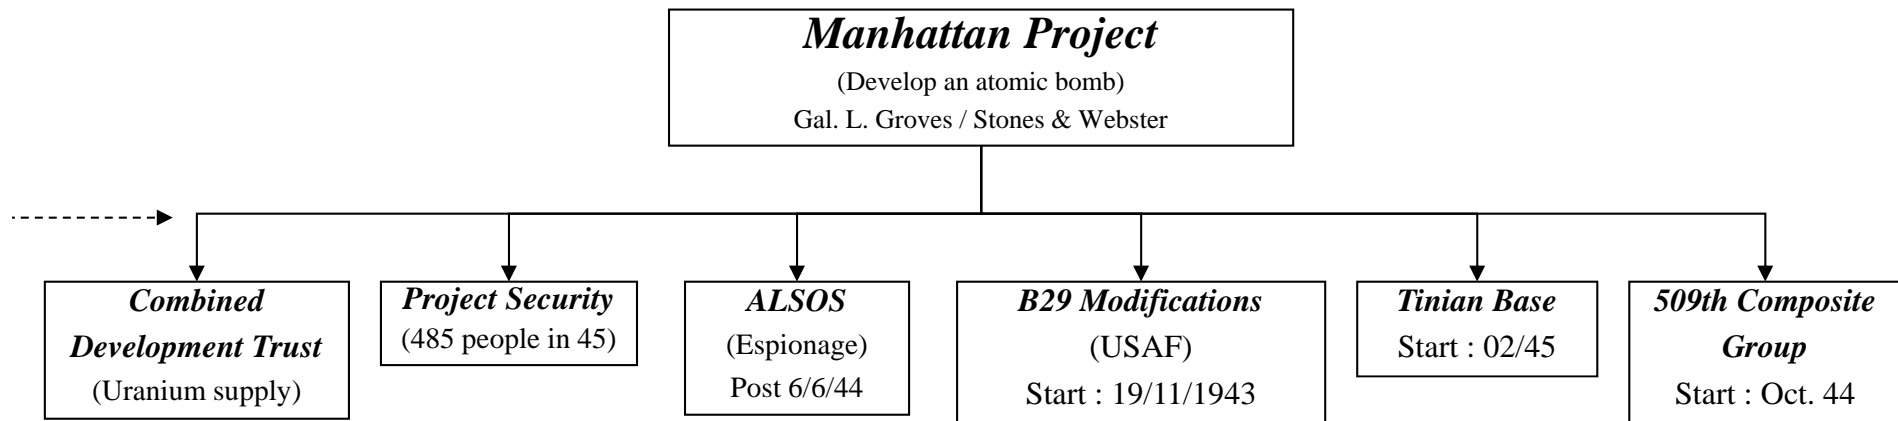 Manhattan Project
(Develop an atomic bomb)
Gal. L. Groves / Stones & Webster
Combined
Development Trust
(Uranium supply)
Project Security
(485 people in 45)
ALSOS
(Espionage)
Post 6/6/44
B29 Modifications
(USAF)
Start : 19/11/1943
Tinian Base
Start : 02/45
509th Composite
Group
Start : Oct. 44